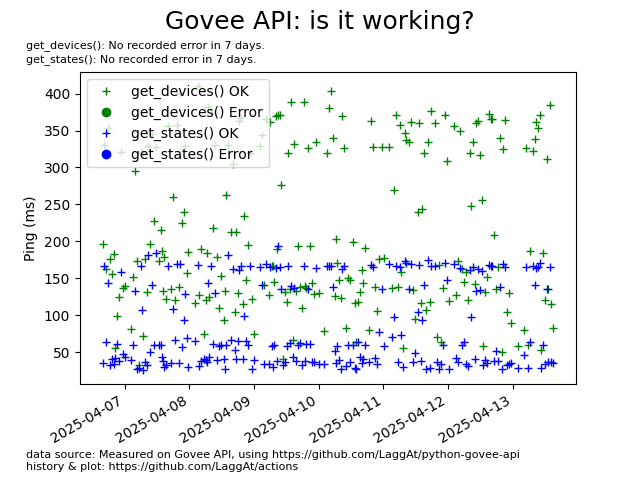 Govee API: is it working?
get_devices(): No recorded error in 7 days.
get_states(): No recorded error in 7 days.
get_devices() OK
get_devices() Error
get_states() OK
get_states() Error
Ping (ms)
400
350
300
250
200
150
100
50
2025-04-07
2025-04-08
2025-04-09
2025-04-10
2025-04-11
2025-04-12
2025-04-13
data source: Measured on Govee API, using https://github.com/LaggAt/python-govee-api
history & plot: https://github.com/LaggAt/actions